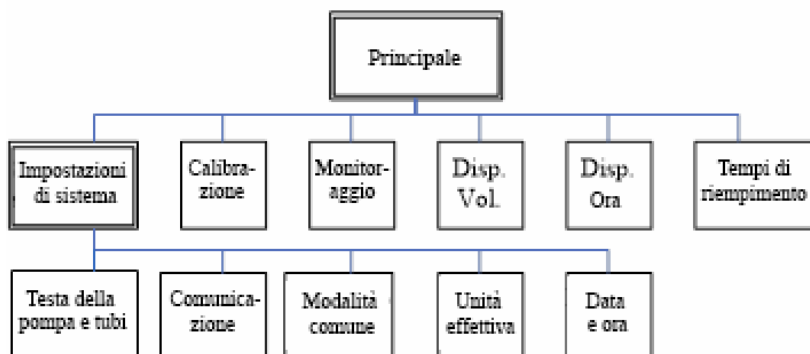 Principale
Impostazioni
di sistema
Calibra-
zione
Monitor-
aggio
Disp.
Vol.
Disp.
Ora
Tempi di
riempimento
Testa della
pompa e tubi
Comunica-
zione
Modalità
comune
Unità
effettiva
Data
e ora